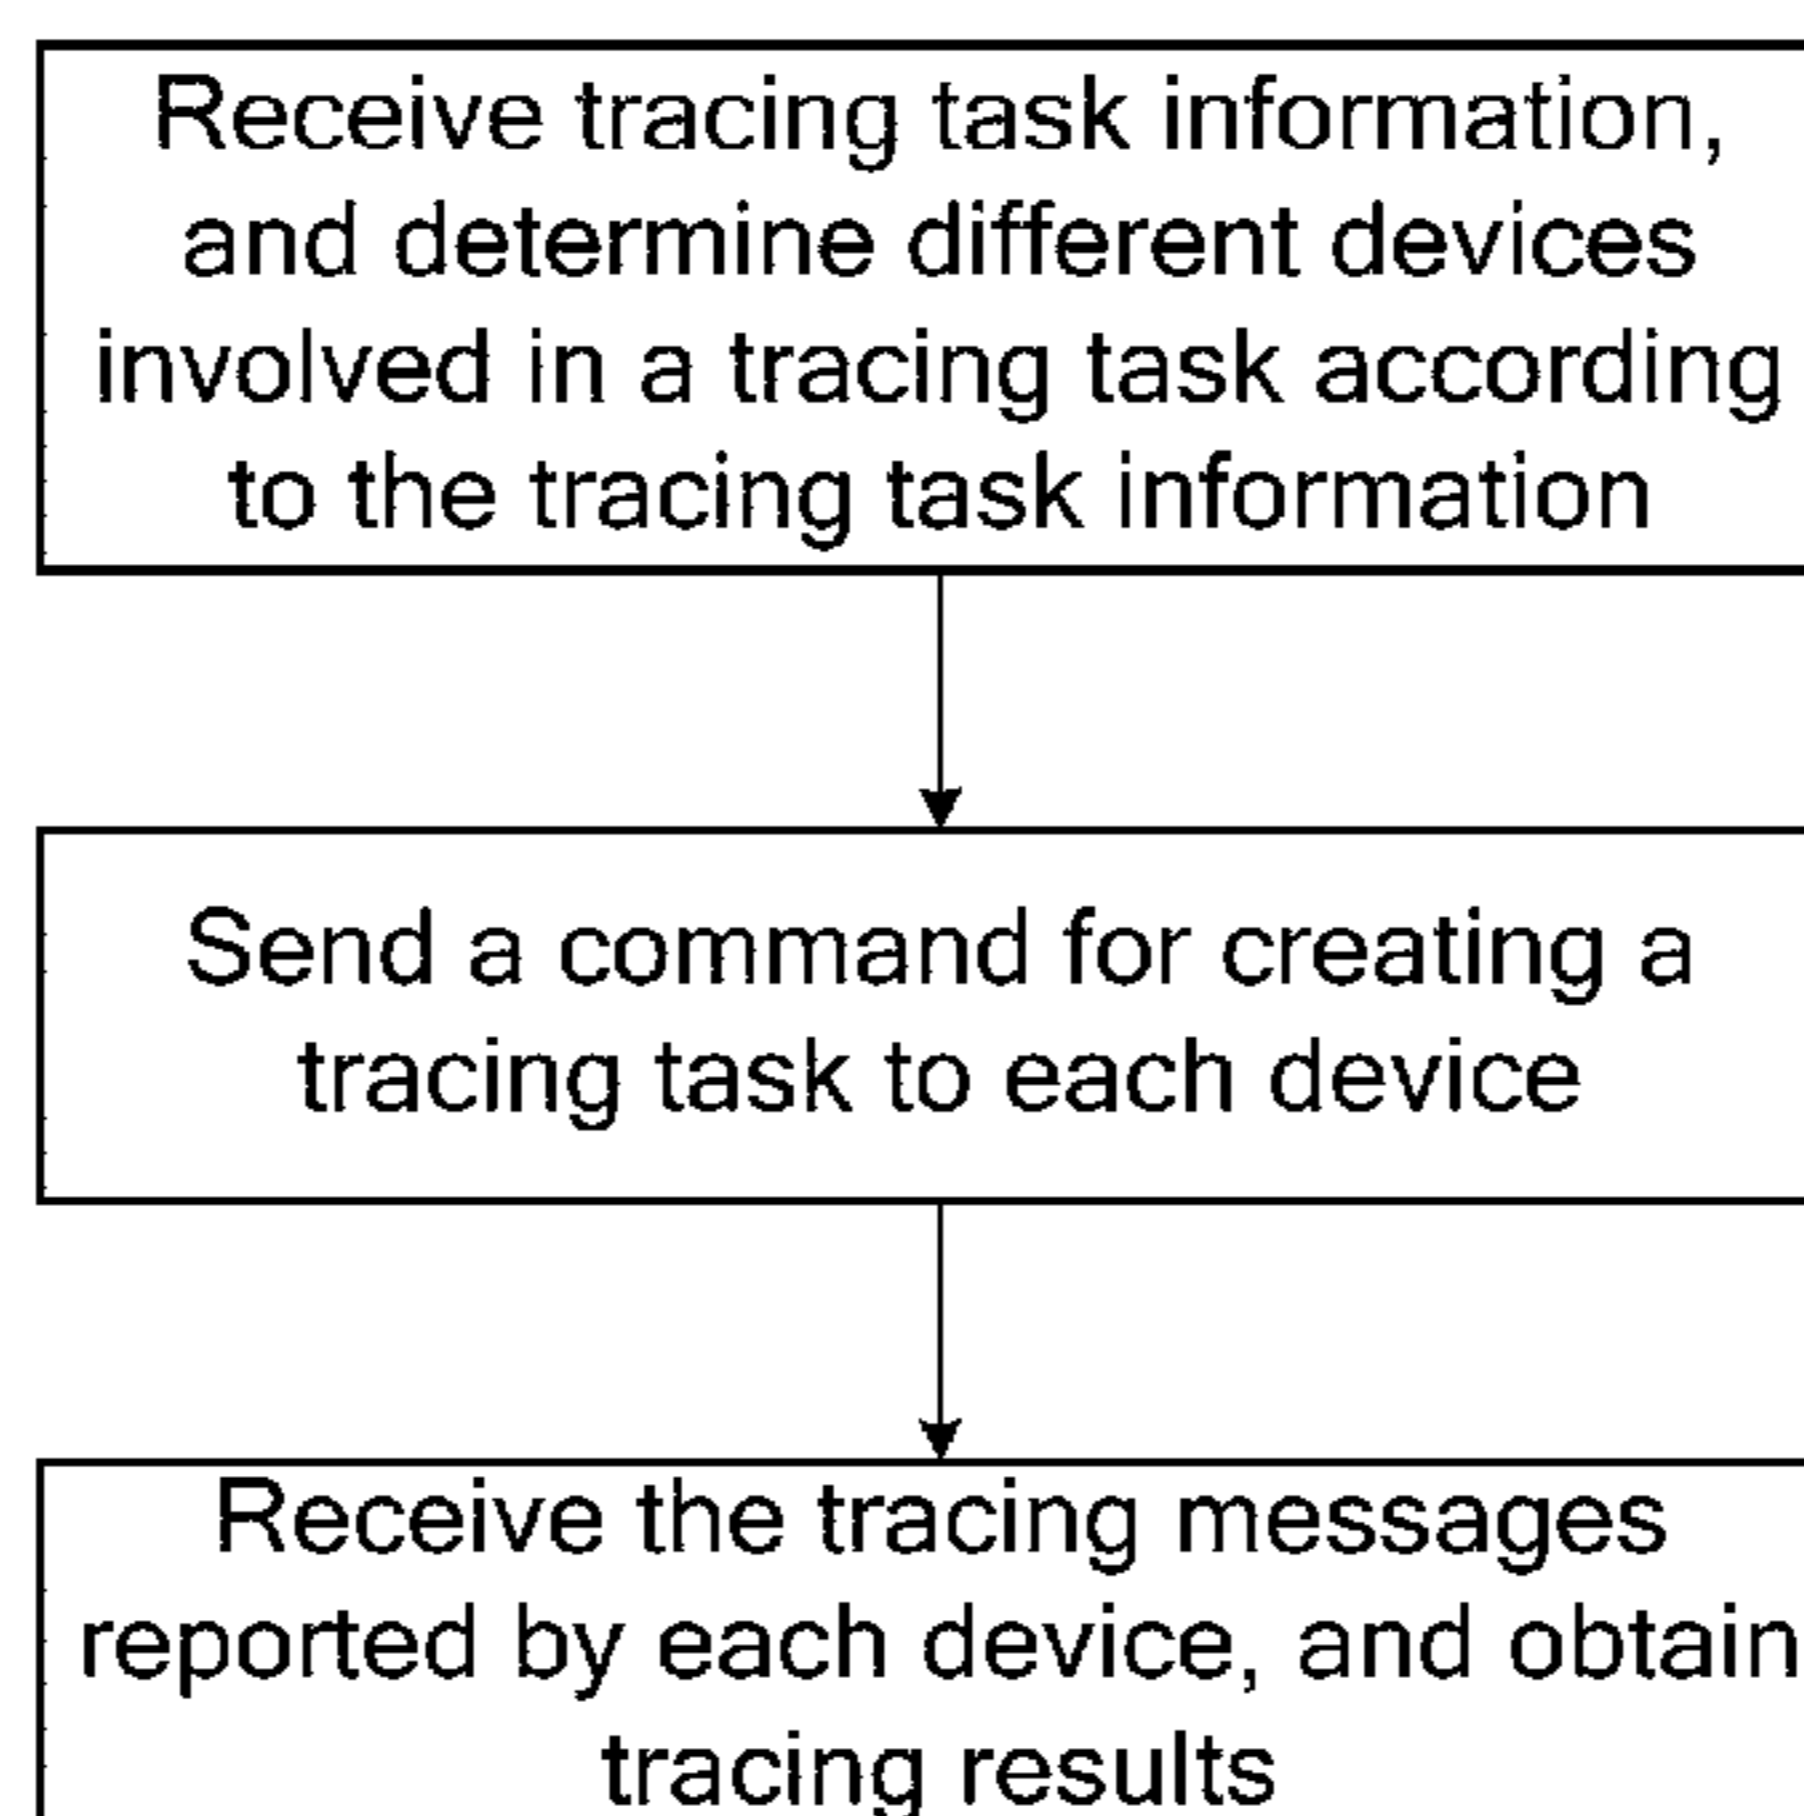 Receive tracing task information,
and determine different devices
involved in a tracing task according
to the tracing task information
Send a command for creating a
tracing task to each device
Receive the tracing messages
reported by each device, and obtain
tracing results